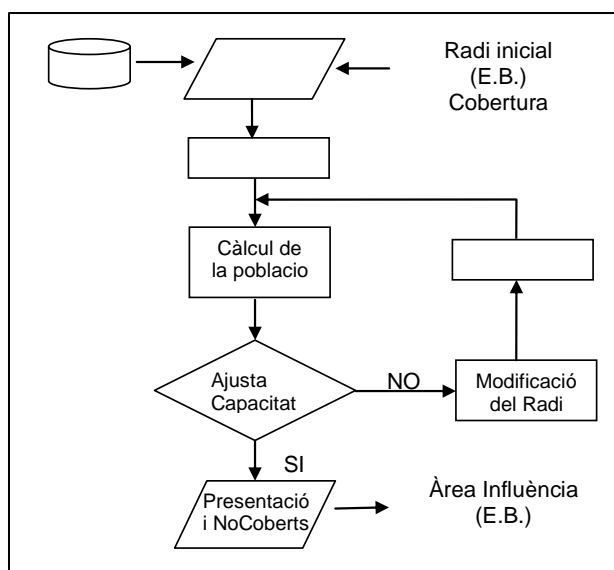 Radi inicial
(E.B.)
Cobertura
Càlcul de
la poblacio
Ajusta
Capacitat
NO
Modificació
del Radi
SI
Presentació
i NoCoberts
Àrea Influència
(E.B.)